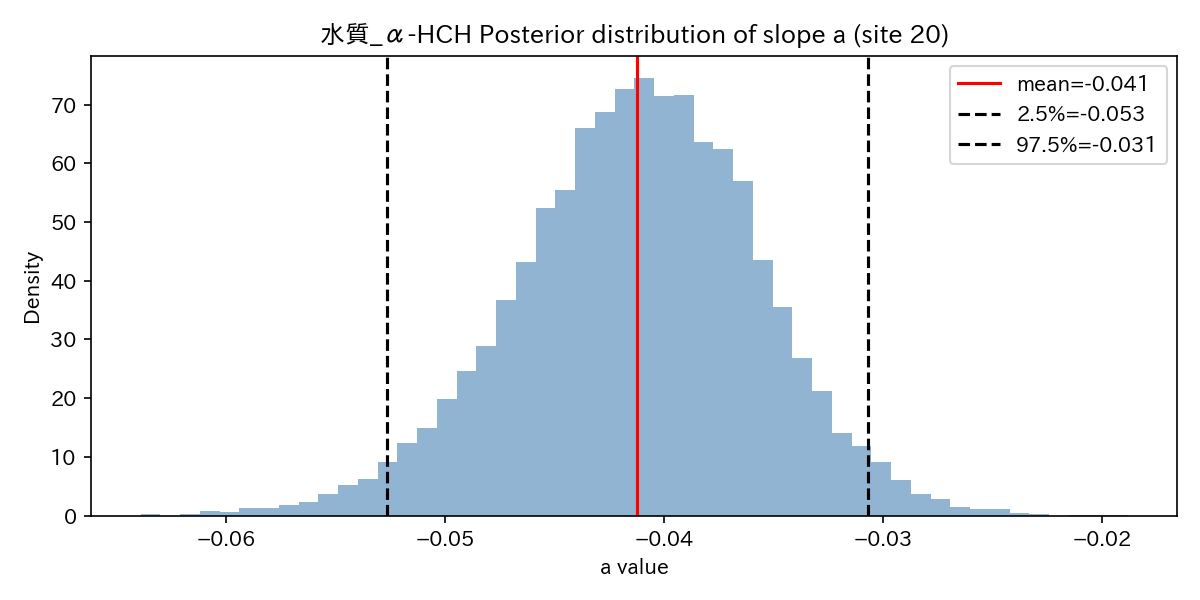 水質_α-HCH Posterior distribution of slope a (site 20)
mean=-0.041
2.5%=-0.053
97.5%=-0.031
Density
70
60
50
40
30
20
10
0
−0.06 −0.05 −0.04 −0.03 −0.02
a value